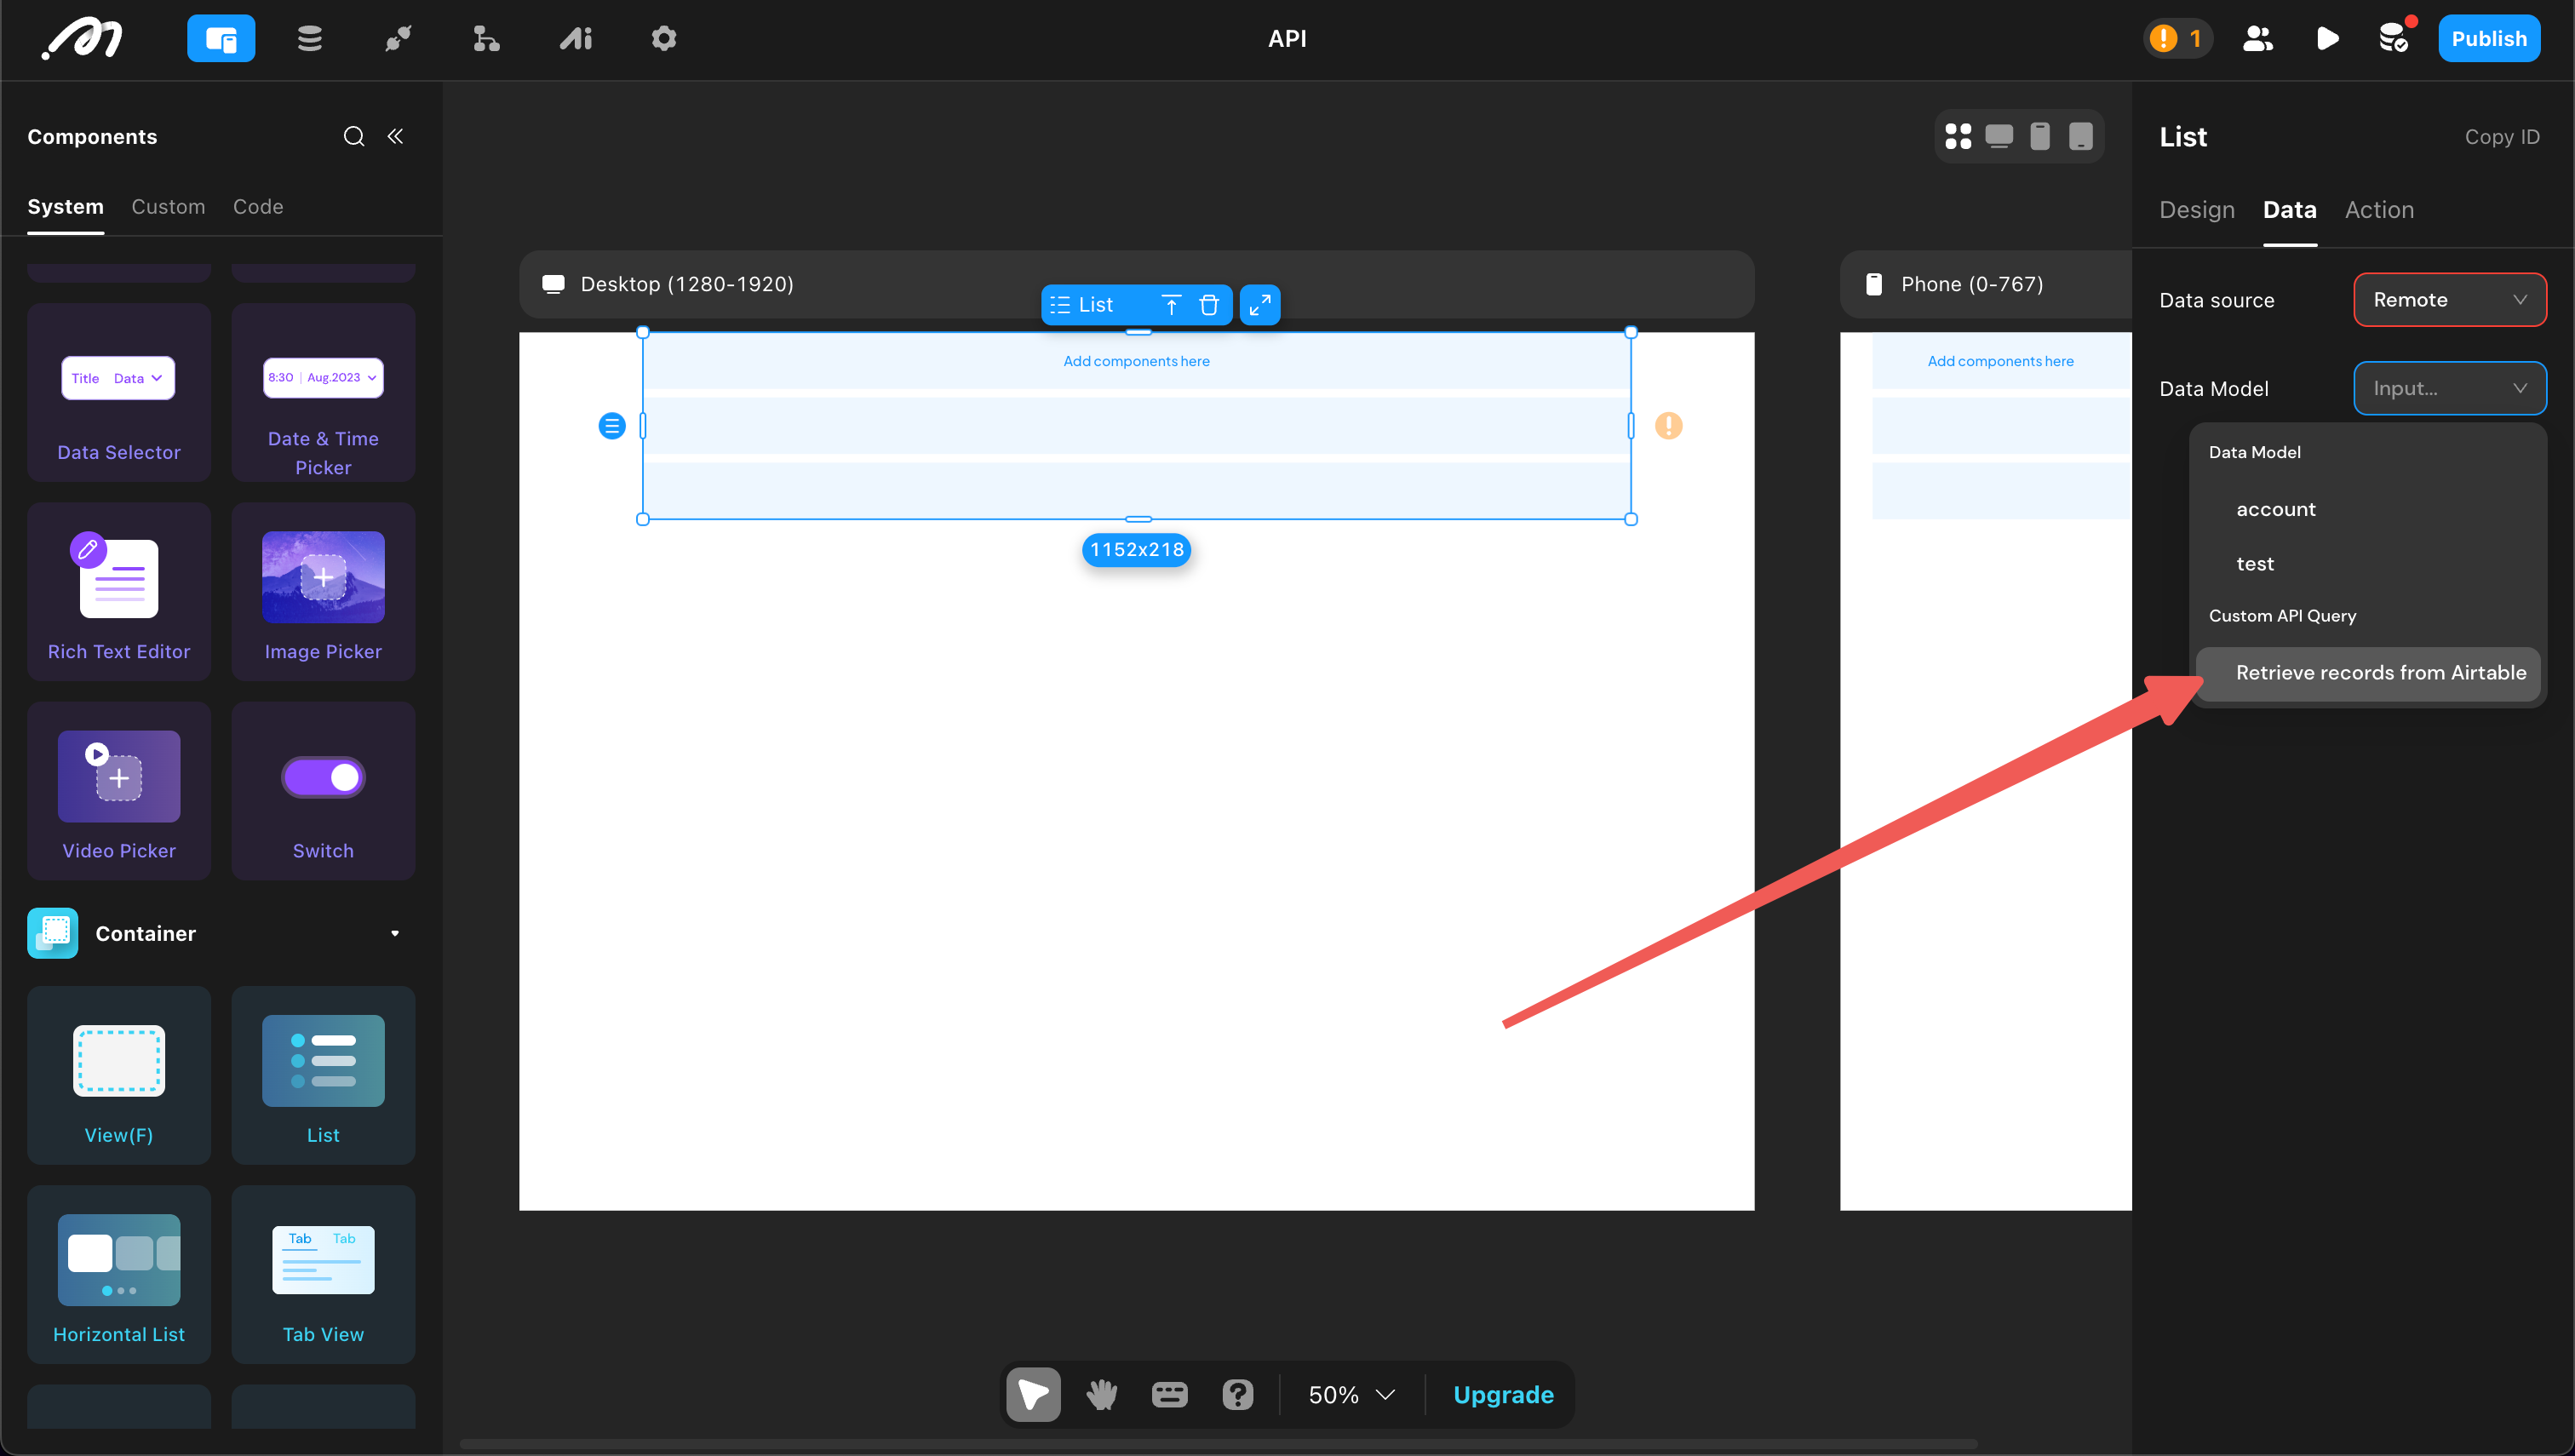 API
1
Publish
Components
System
Custom
Code
Title
Data
Data Selector
8:30
Aug.2023
Date & Time
Picker
Rich Text Editor
Image Picker
Video Picker
Switch
Container
View(F)
List
Horizontal List
Tab
Tab
Tab View
Desktop (1280-1920)
List
Add components here
1152x218
Phone (0-767)
Add components here
50%
Upgrade
List
Copy ID
Design
Data
Action
Data source
Remote
Data Model
Input...
Data Model
account
test
Custom API Query
Retrieve records from Airtable